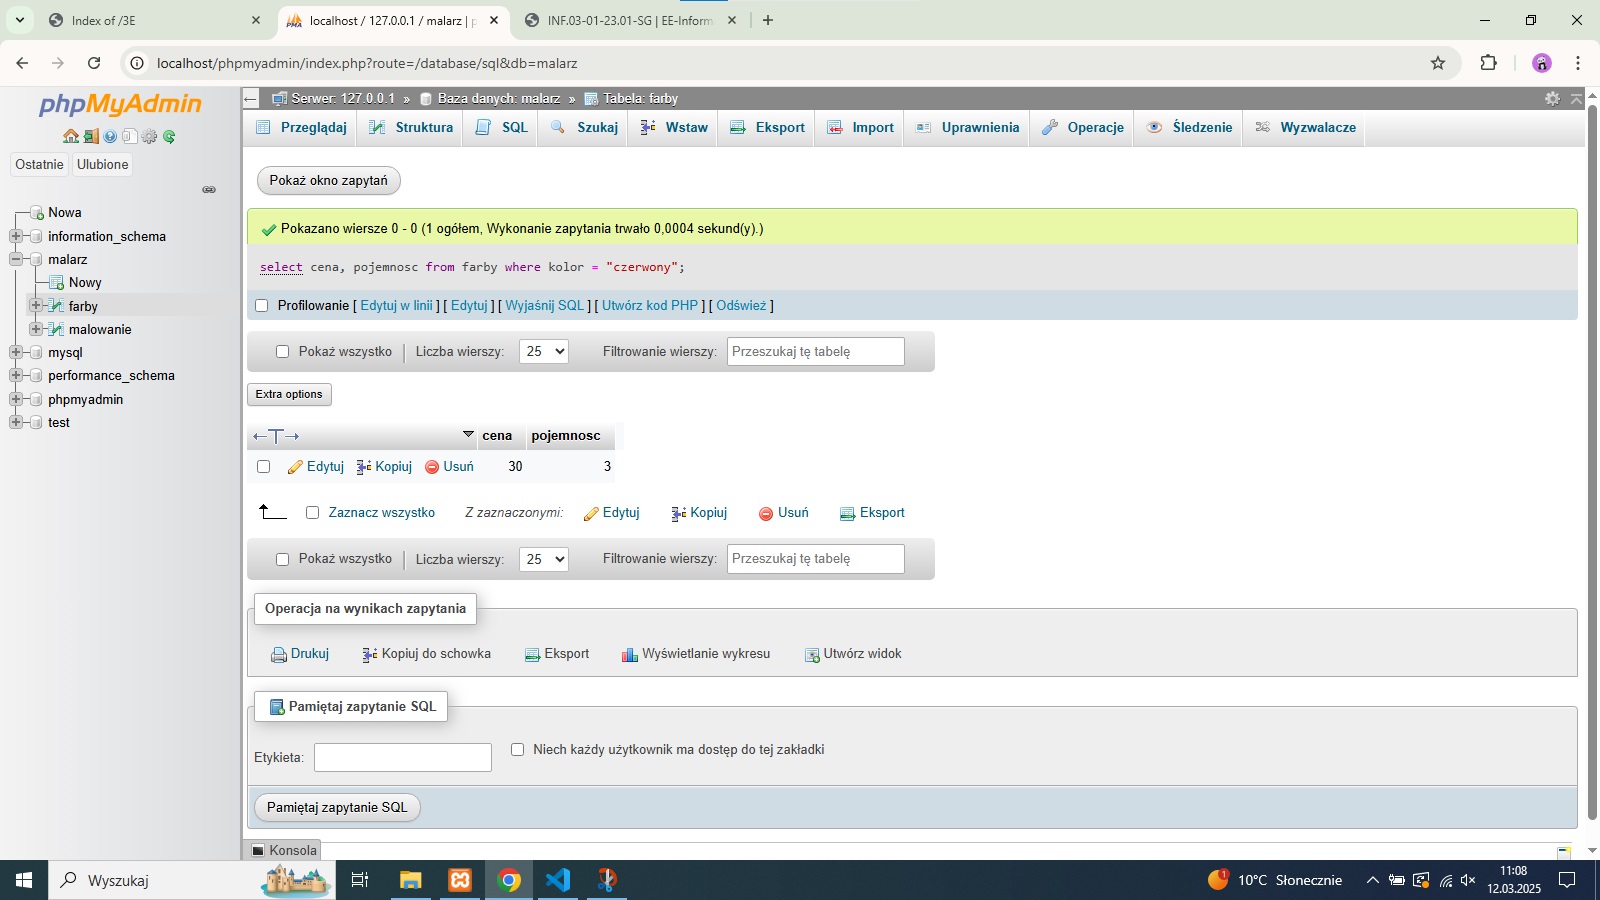 Index of /3E
localhost / 127.0.0.1 / malarz | p
INF.03-01-23.01-SG | EE-Inform
localhost/phpmyadmin/index.php?route=/database/sql&db=malarz
phpMyAdmin
Ostatnie
Ulubione
Nowa
information_schema
malarz
Nowy
farby
malowanie
mysql
performance_schema
phpmyadmin
test
Serwer: 127.0.0.1 » Baza danych: malarz » Tabela: farby
Przeglądaj
Struktura
SQL
Szukaj
Wstaw
Eksport
Import
Uprawnienia
Operacje
Śledzenie
Wyzwalacze
Pokaż okno zapytań
Pokazano wiersze 0 - 0 (1 ogółem, Wykonanie zapytania trwało 0,0004 sekund(y).)
select cena, pojemnosc from farby where kolor = "czerwony";
Profilowanie [ Edytuj w linii ] [ Edytuj ] [ Wyjaśnij SQL ] [ Utwórz kod PHP ] [ Odśwież ]
Pokaż wszystko
Liczba wierszy:
25
Filtrowanie wierszy:
Przeszukaj tę tabelę
Extra options
cena
pojemnosc
Edytuj
Kopiuj
Usuń
30
3
Zaznacz wszystko
Z zaznaczonymi:
Edytuj
Kopiuj
Usuń
Eksport
Pokaż wszystko
Liczba wierszy:
25
Filtrowanie wierszy:
Przeszukaj tę tabelę
Operacja na wynikach zapytania
Drukuj
Kopiuj do schowka
Eksport
Wyświetlanie wykresu
Utwórz widok
Pamiętaj zapytanie SQL
Etykieta:
Niech każdy użytkownik ma dostęp do tej zakładki
Pamiętaj zapytanie SQL
Konsola
Wyszukaj
1
10°C Słonecznie
11:08
12.03.2025